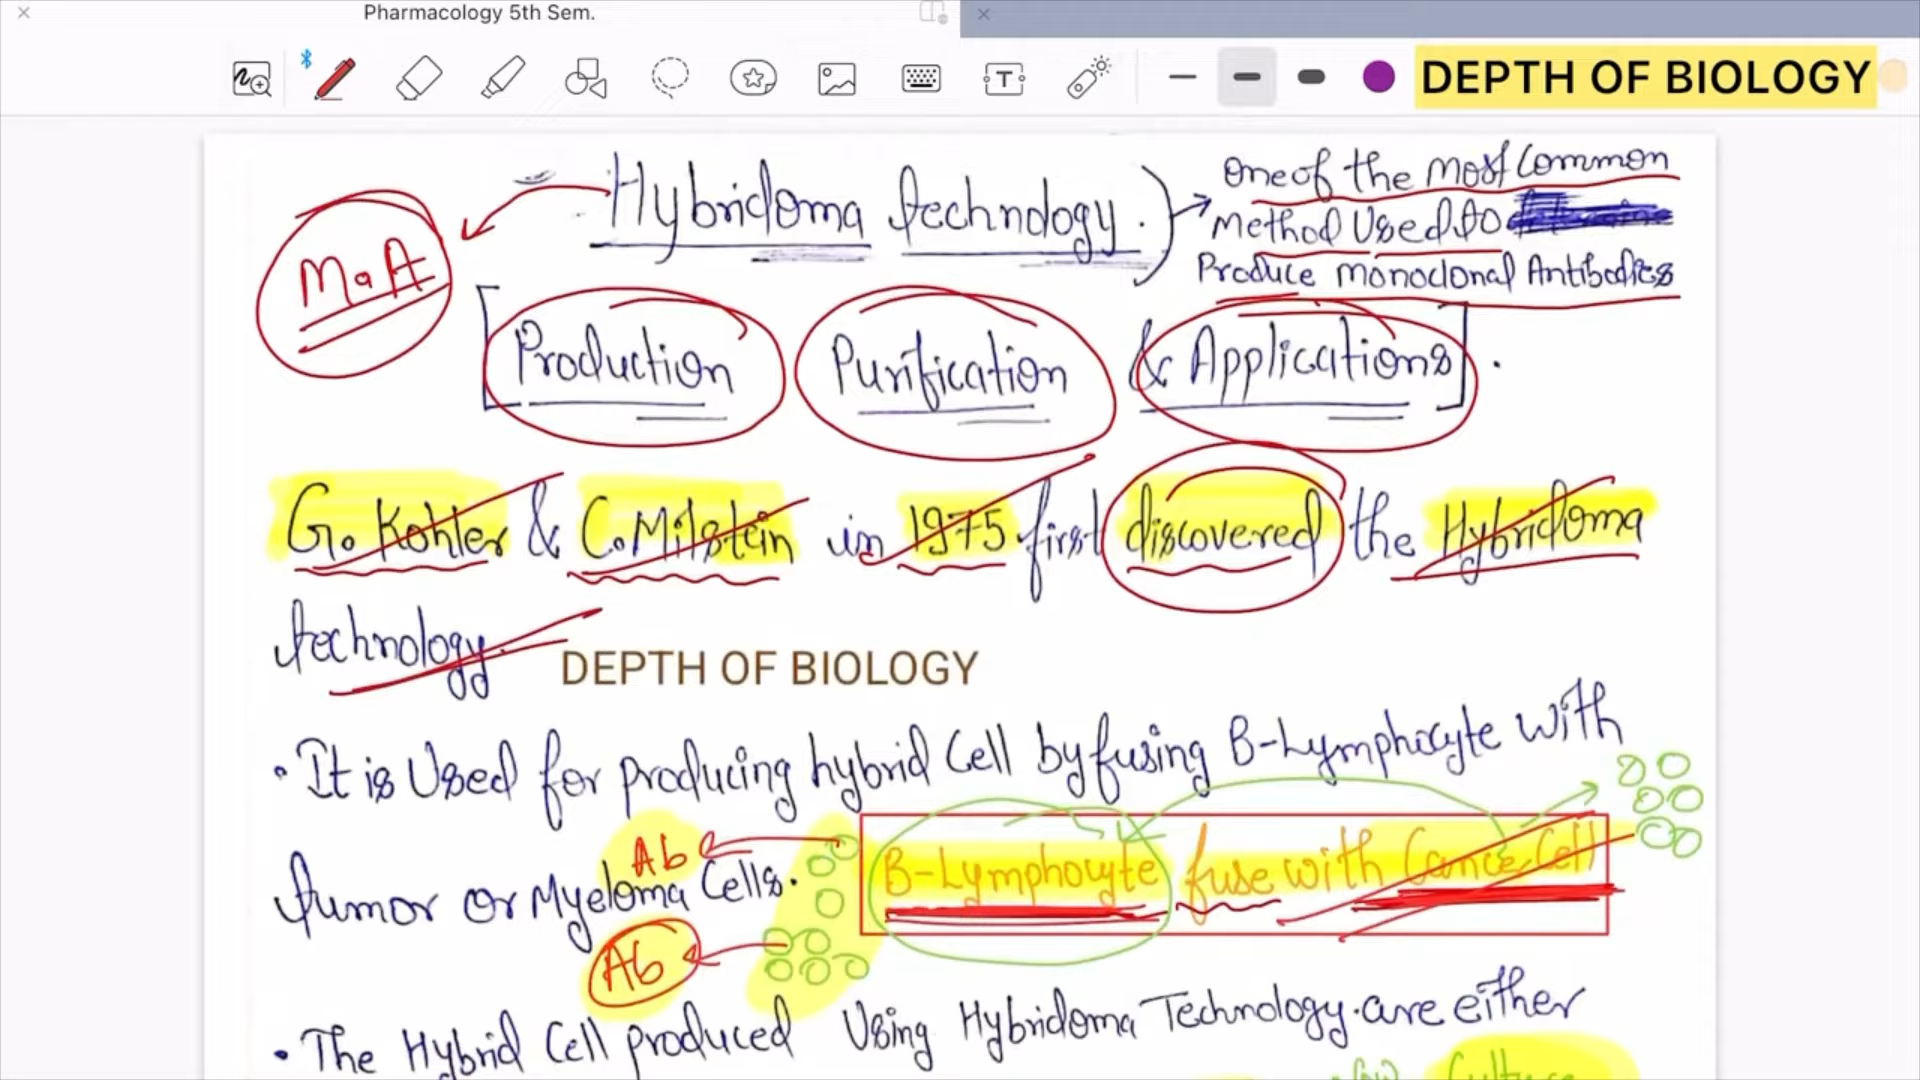 Pharmacology 5th Sem.
DEPTH OF BIOLOGY
Hybridoma technology.
one of the most Common
Method Used to
Produce monoclonal Antibodies
MoA
[Production Purification & Applications].
G. Kohler & C. Milstein in 1975 first discovered the Hybridoma
technology.
DEPTH OF BIOLOGY
• It is Used for producing hybrid Cell by fusing B-Lymphocyte with
tumor or Myeloma Cells.
Ab
B-Lymphocyte fuse with Cancer Cell
Ab
• The Hybrid Cell produced Using Hybridoma Technology are either
Culture